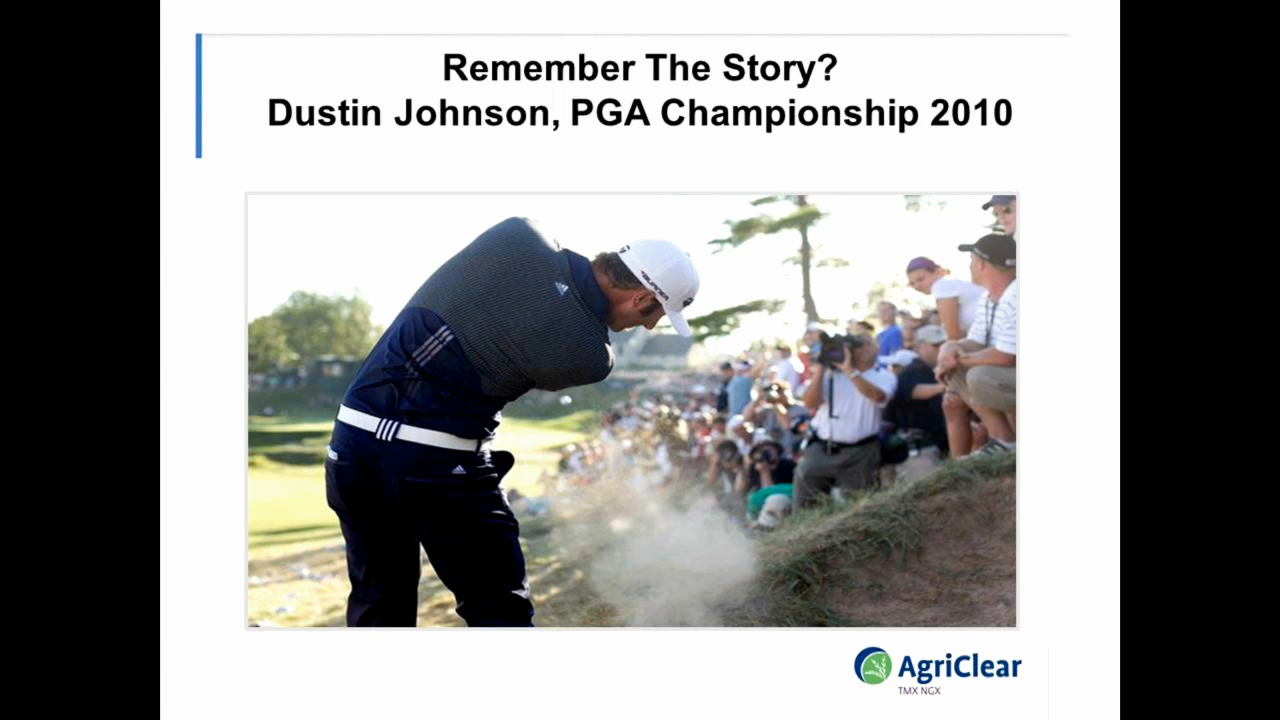 Remember The Story?
Dustin Johnson, PGA Championship 2010
AgriClear
TMX NGX